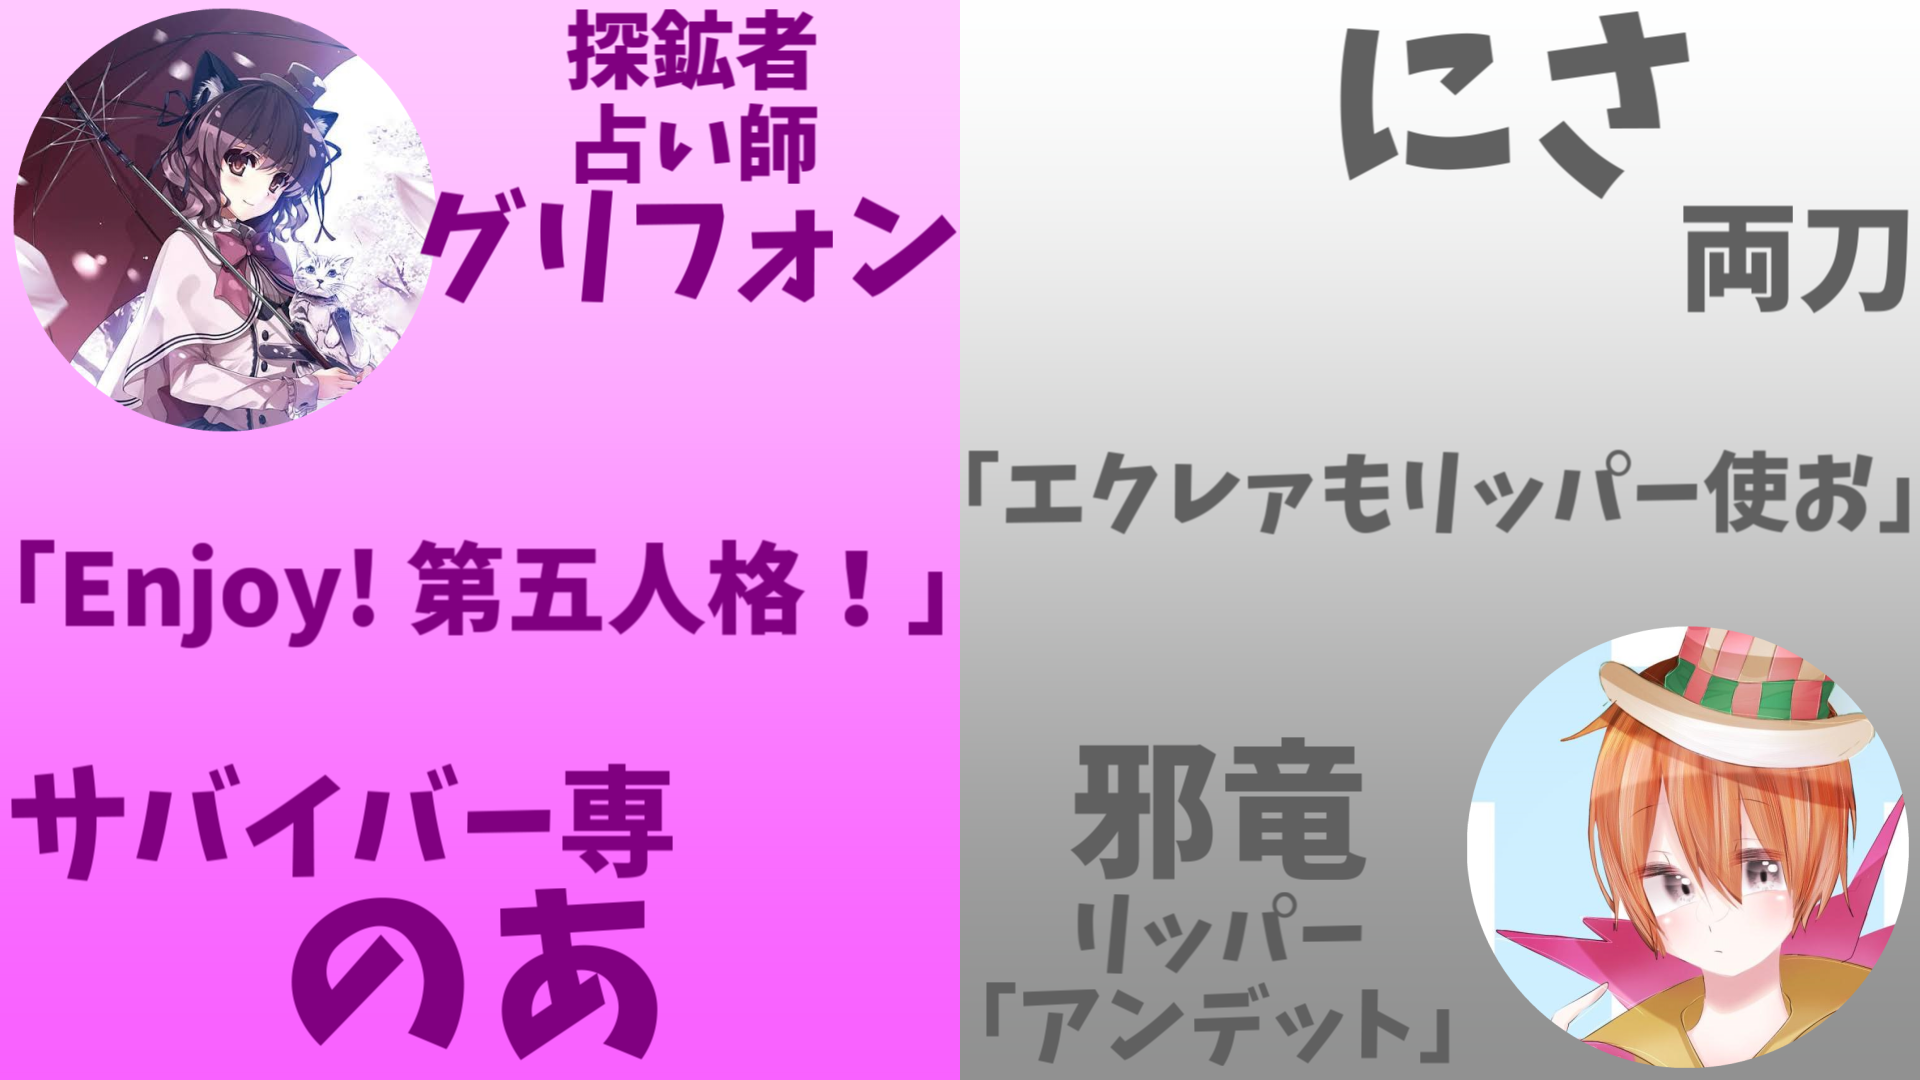 探鉱者
占い師
グリフォン
「Enjoy! 第五人格！」
サバイバー専
のあ
にさ
両刀
「エクレァもリッパー使お」
邪竜
リッパー
「アンデット」